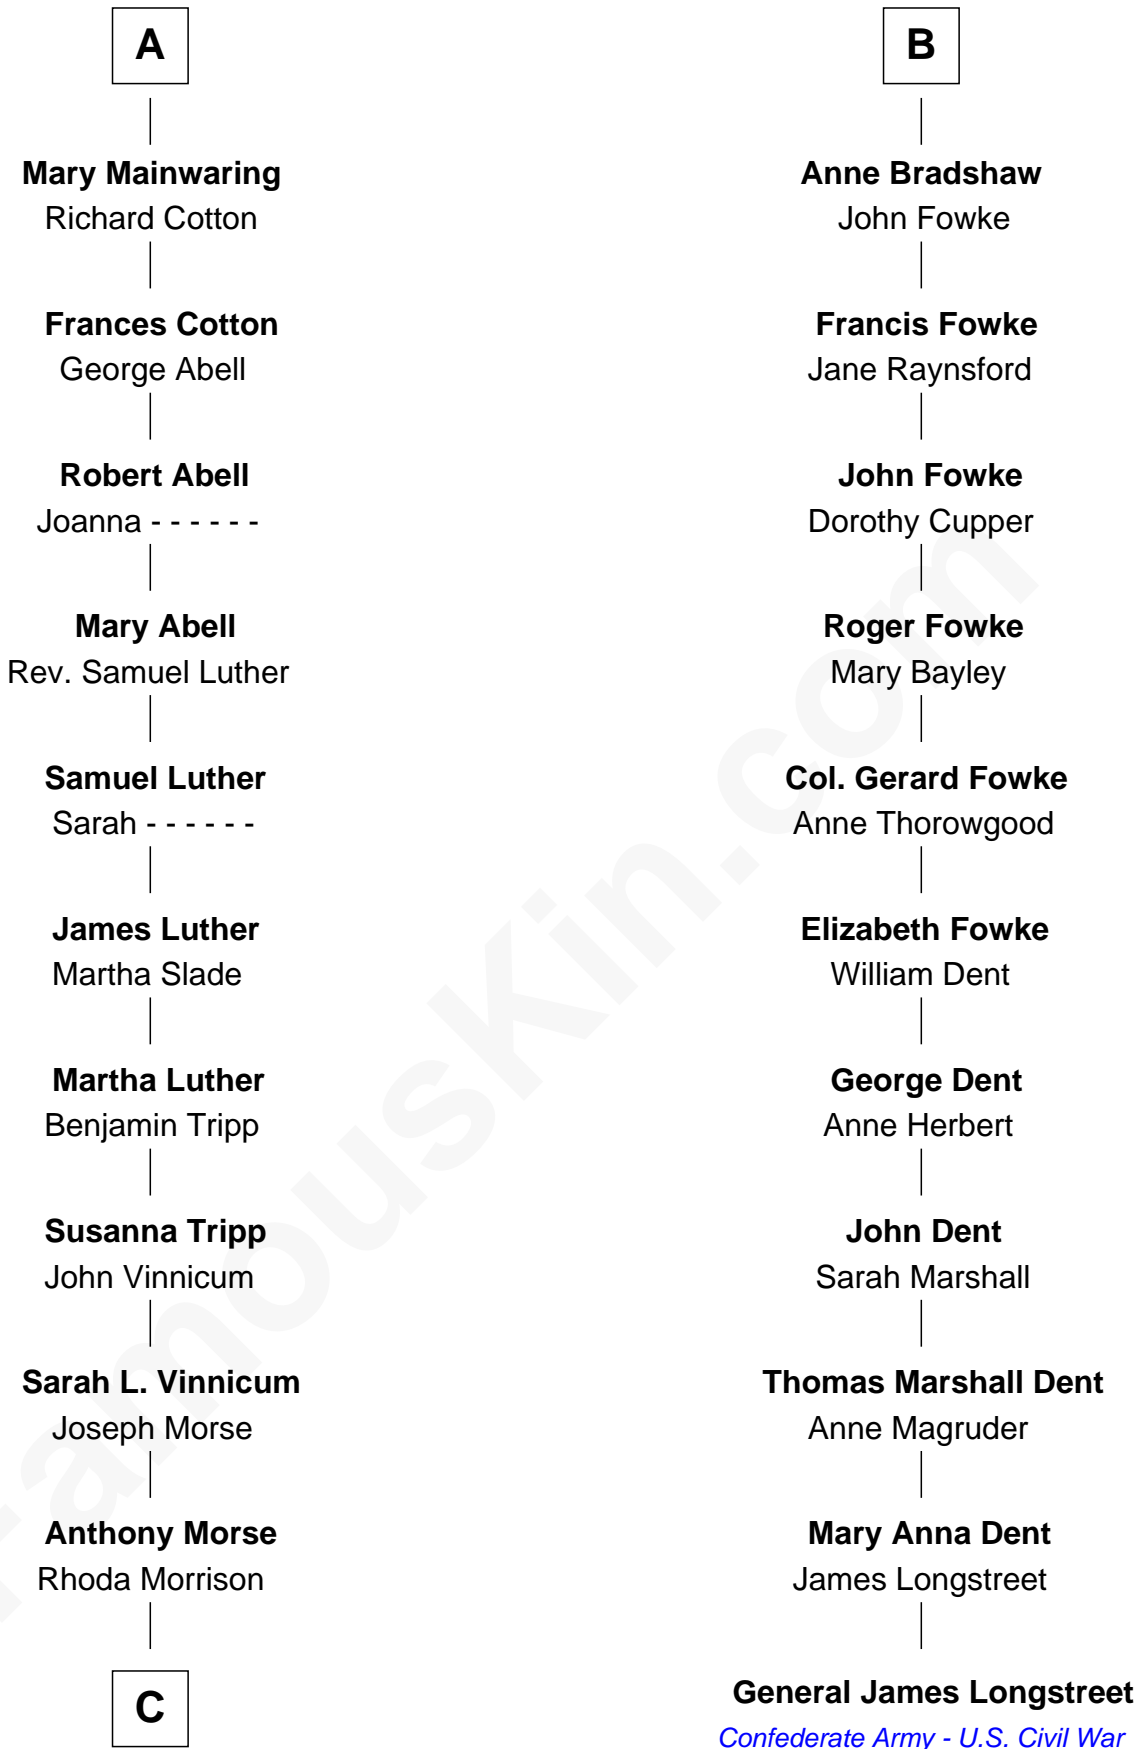 A
Mary Mainwaring
Richard Cotton
Frances Cotton
George Abell
Robert Abell
Joanna - - - - - -
Mary Abell
Rev. Samuel Luther
Samuel Luther
Sarah - - - - - -
James Luther
Martha Slade
Martha Luther
Benjamin Tripp
Susanna Tripp
John Vinnicum
Sarah L. Vinnicum
Joseph Morse
Anthony Morse
Rhoda Morrison
C
B
Anne Bradshaw
John Fowke
Francis Fowke
Jane Raynsford
John Fowke
Dorothy Cupper
Roger Fowke
Mary Bayley
Col. Gerard Fowke
Anne Thorowgood
Elizabeth Fowke
William Dent
George Dent
Anne Herbert
John Dent
Sarah Marshall
Thomas Marshall Dent
Anne Magruder
Mary Anna Dent
James Longstreet
General James Longstreet
Confederate Army - U.S. Civil War
FamousKin.com